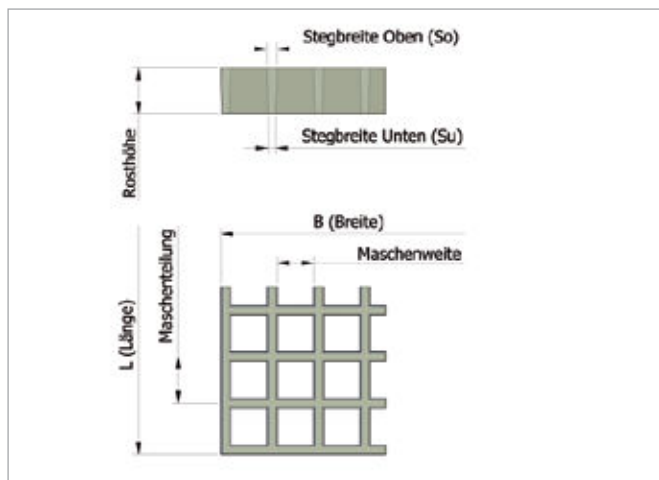 Stegbreite Oben (So)
Rosthöhe
Stegbreite Unten (Su)
B (Breite)
Maschenweite
Maschenteilung
L (Länge)